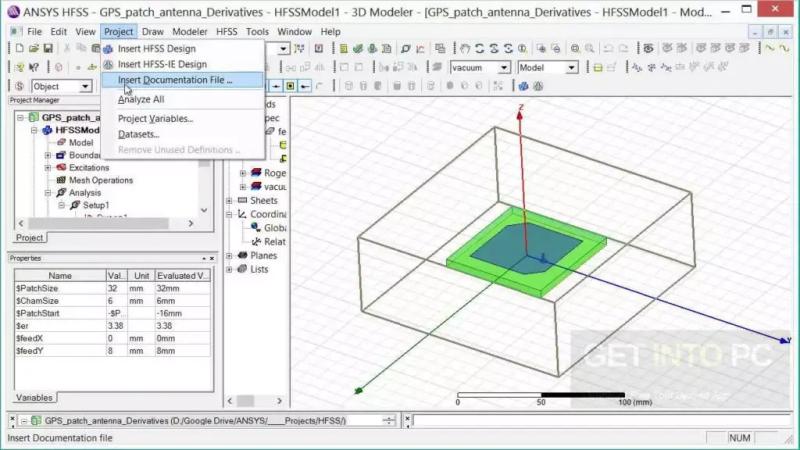 ANSYS HFSS - GPS_patch_antenna_Derivatives - HFSSModel1 - 3D Modeler - [GPS_patch_antenna_Derivatives - HFSSModel1 - Mod...
File Edit View Project Draw Modeler HFSS Tools Window Help
Insert HFSS Design
Insert HFSS-IE Design
Insert Documentation File ...
Analyze All
Project Variables...
Datasets...
Remove Unused Definitions ...
vacuum
Model
Object
Project Manager
GPS_patch_a
HFSSMod
Model
Bounda
Excitations
Mesh Operations
Analysis
Setup1
Project
Roge
vacuu
Sheets
Coordina
Globa
Relat
Planes
Lists
Properties
Name Val... Unit Evaluated V...
$PatchSize 32 mm 32mm
$ChamSize 6 mm 6mm
$PatchStart -$P... -16mm
$er 3.38 3.38
$feedX 0 mm 0mm
$feedY 8 mm 8mm
Variables
Z
GET INTO PC
0 50 100 (mm)
GPS_patch_antenna_Derivatives (D:/Google Drive/ANSYS/____Projects/HFSS/)
Insert Documentation file
NUM